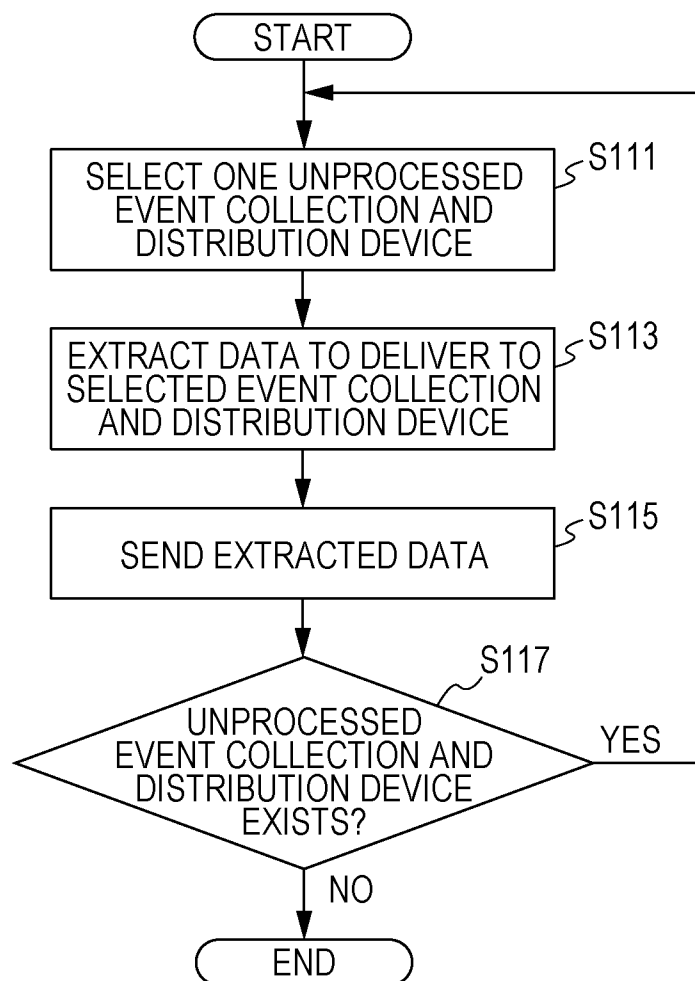 START
SELECT ONE UNPROCESSED
EVENT COLLECTION AND
DISTRIBUTION DEVICE
S111
EXTRACT DATA TO DELIVER TO
SELECTED EVENT COLLECTION
AND DISTRIBUTION DEVICE
S113
SEND EXTRACTED DATA
S115
S117
UNPROCESSED
EVENT COLLECTION AND
DISTRIBUTION DEVICE
EXISTS?
YES
NO
END